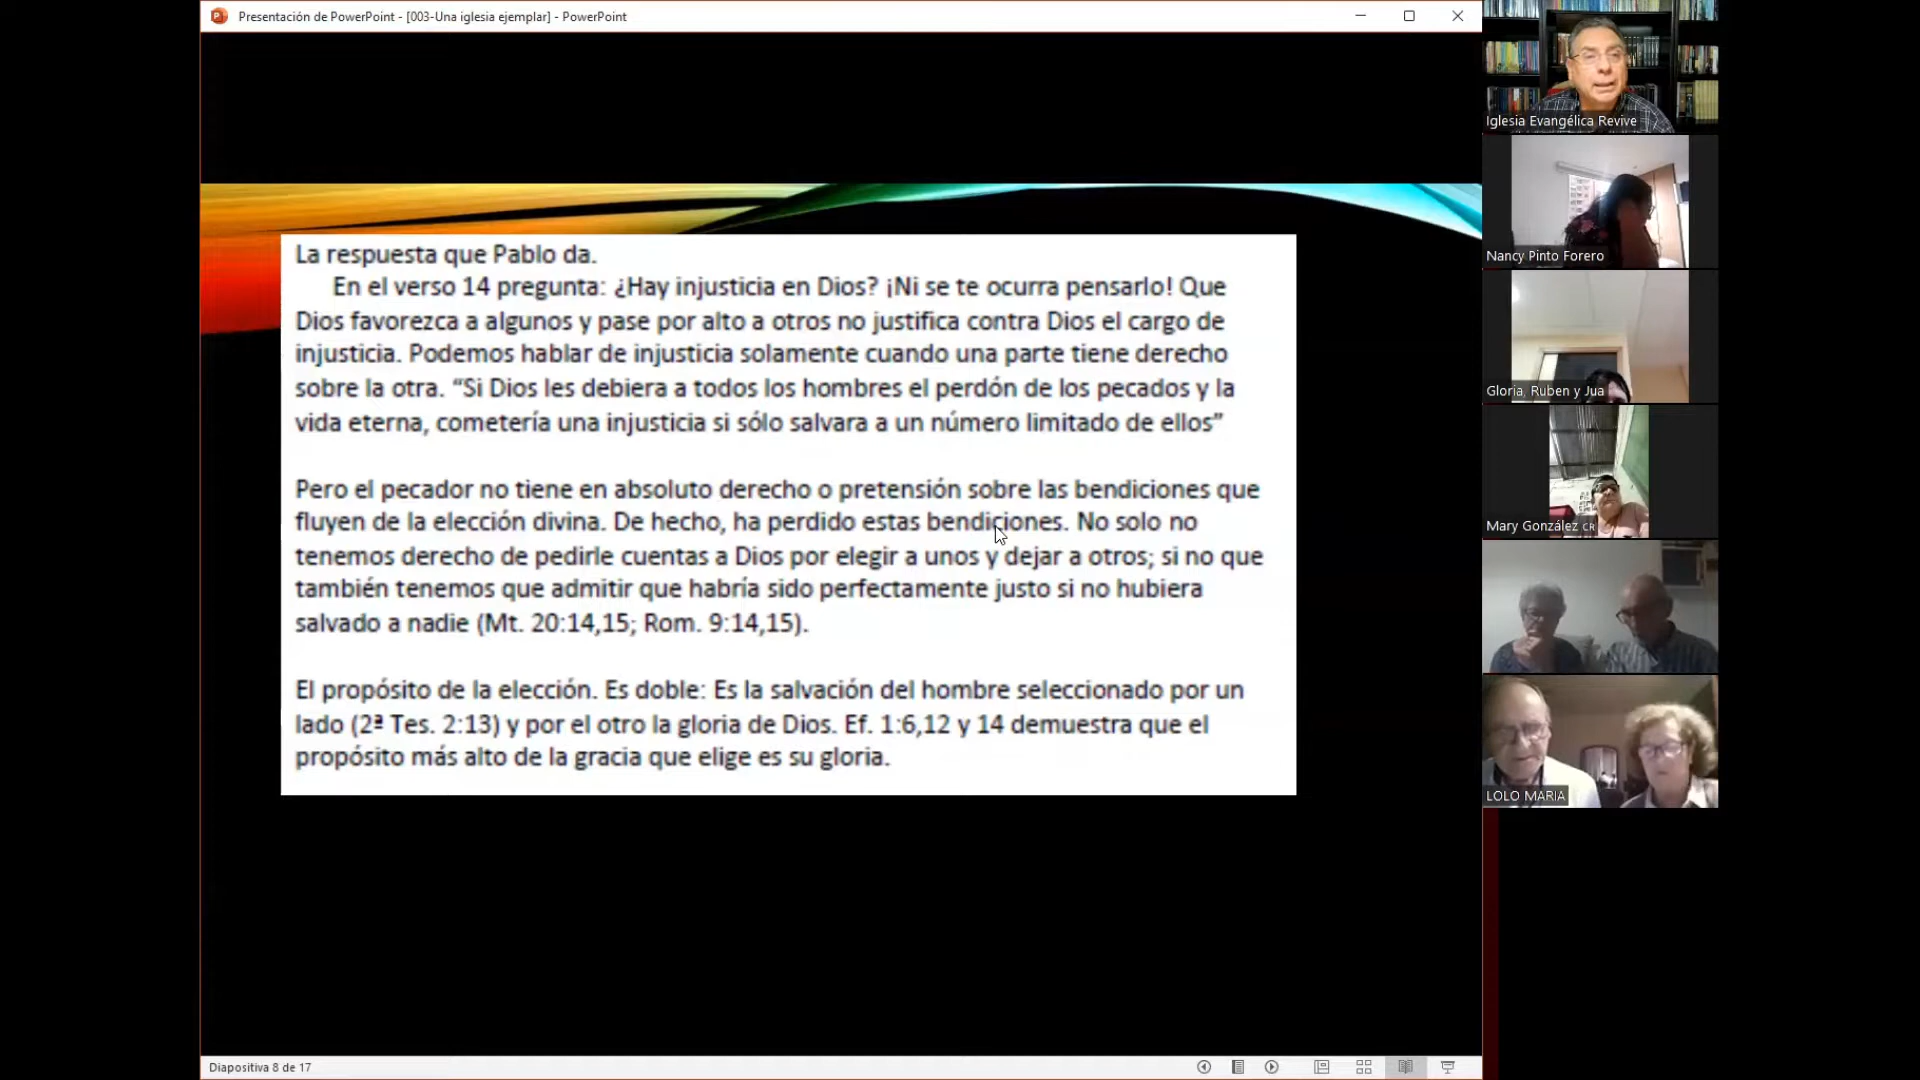 Presentación de PowerPoint - [003-Una iglesia ejemplar] - PowerPoint
La respuesta que Pablo da.
En el verso 14 pregunta: ¿Hay injusticia en Dios? ¡Ni se te ocurra pensarlo! Que
Dios favorezca a algunos y pase por alto a otros no justifica contra Dios el cargo de
injusticia. Podemos hablar de injusticia solamente cuando una parte tiene derecho
sobre la otra. “Si Dios les debiera a todos los hombres el perdón de los pecados y la
vida eterna, cometería una injusticia si sólo salvara a un número limitado de ellos”
Pero el pecador no tiene en absoluto derecho o pretensión sobre las bendiciones que
fluyen de la elección divina. De hecho, ha perdido estas bendiciones. No solo no
tenemos derecho de pedirle cuentas a Dios por elegir a unos y dejar a otros; si no que
también tenemos que admitir que habría sido perfectamente justo si no hubiera
salvado a nadie (Mt. 20:14,15; Rom. 9:14,15).
El propósito de la elección. Es doble: Es la salvación del hombre seleccionado por un
lado (2ª Tes. 2:13) y por el otro la gloria de Dios. Ef. 1:6,12 y 14 demuestra que el
propósito más alto de la gracia que elige es su gloria.
Diapositiva 8 de 17
Iglesia Evangélica Revive
Nancy Pinto Forero
Gloria, Ruben y Jua
Mary González CR
LOLO MARIA